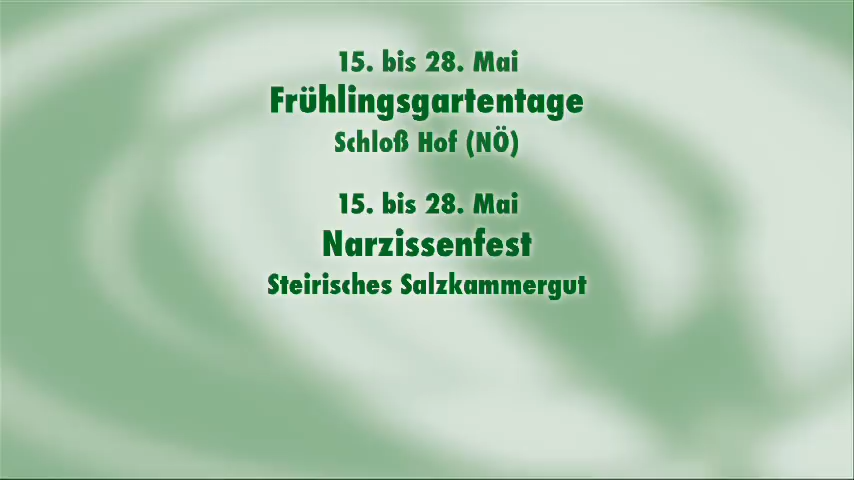 15. bis 28. Mai
Frühlingsgartentage
Schloß Hof (NÖ)
15. bis 28. Mai
Narzissenfest
Steirisches Salzkammergut